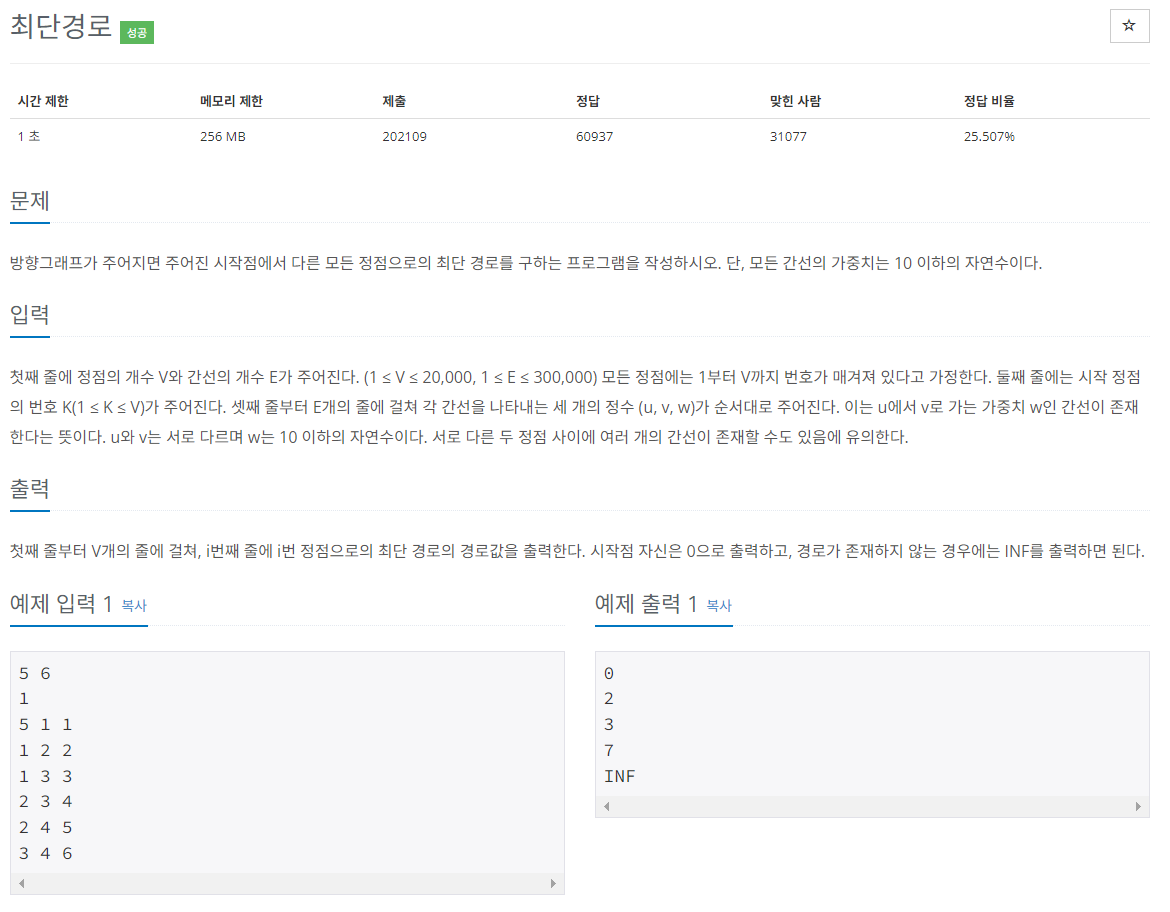 최단경로 성공
☆
시간 제한 메모리 제한 제출 정답 맞힌 사람 정답 비율
1 초 256 MB 202109 60937 31077 25.507%
문제
방향그래프가 주어지면 주어진 시작점에서 다른 모든 정점으로의 최단 경로를 구하는 프로그램을 작성하시오. 단, 모든 간선의 가중치는 10 이하의 자연수이다.
입력
첫째 줄에 정점의 개수 V와 간선의 개수 E가 주어진다. (1 ≤ V ≤ 20,000, 1 ≤ E ≤ 300,000) 모든 정점에는 1부터 V까지 번호가 매겨져 있다고 가정한다. 둘째 줄에는 시작 정점
의 번호 K(1 ≤ K ≤ V)가 주어진다. 셋째 줄부터 E개의 줄에 걸쳐 각 간선을 나타내는 세 개의 정수 (u, v, w)가 순서대로 주어진다. 이는 u에서 v로 가는 가중치 w인 간선이 존재
한다는 뜻이다. u와 v는 서로 다르며 w는 10 이하의 자연수이다. 서로 다른 두 정점 사이에 여러 개의 간선이 존재할 수도 있음에 유의한다.
출력
첫째 줄부터 V개의 줄에 걸쳐, i번째 줄에 i번 정점으로의 최단 경로의 경로값을 출력한다. 시작점 자신은 0으로 출력하고, 경로가 존재하지 않는 경우에는 INF를 출력하면 된다.
예제 입력 1 복사
5 6
1
5 1 1
1 2 2
1 3 3
2 3 4
2 4 5
3 4 6
예제 출력 1 복사
0
2
3
7
INF